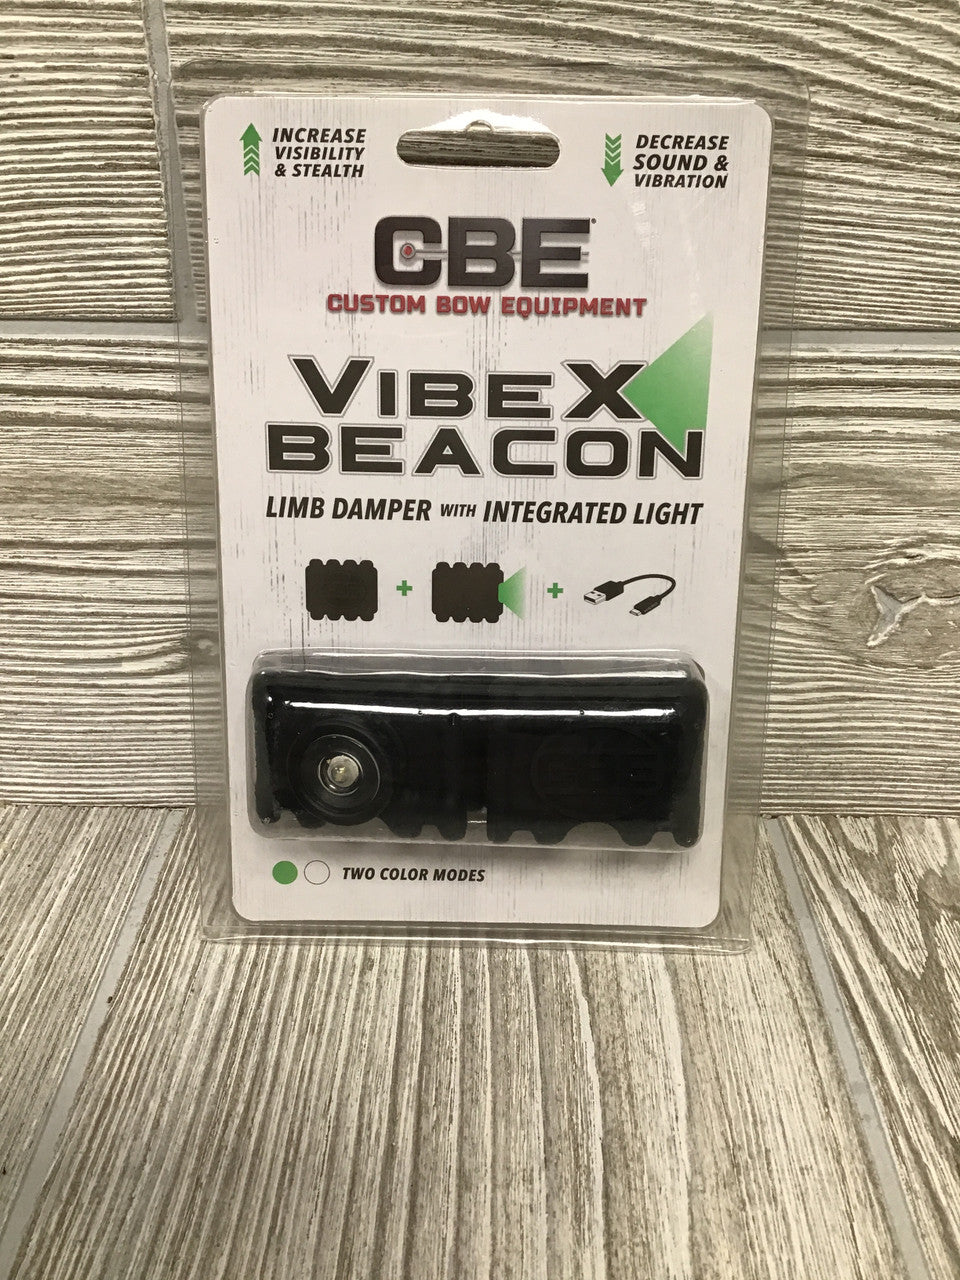 INCREASE
VISIBILITY
& STEALTH
DECREASE
SOUND &
VIBRATION
CBE
CUSTOM BOW EQUIPMENT
VIBEX
BEACON
LIMB DAMPER WITH INTEGRATED LIGHT
+ +
CBE
TWO COLOR MODES